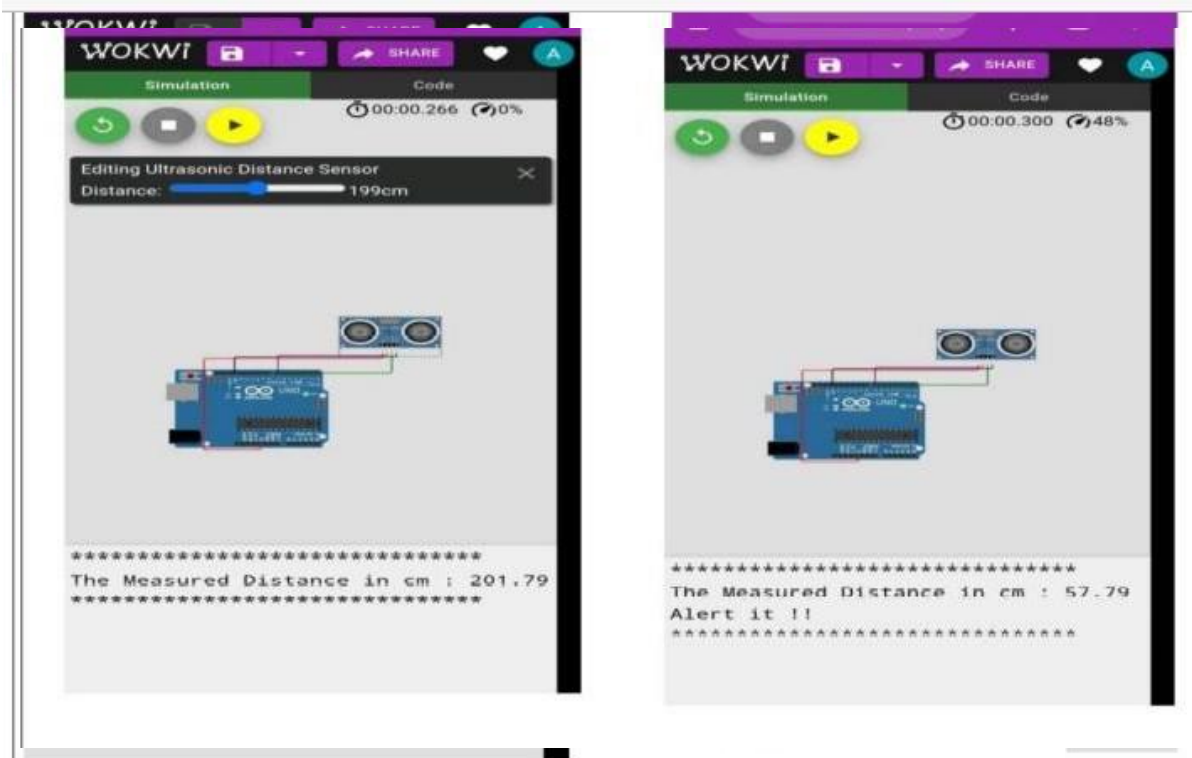 WOKWI
SHARE
A
Simulation
Code
00:00.266
0%
Editing Ultrasonic Distance Sensor
Distance:
199cm
UNO
*******************************
The Measured Distance in cm : 201.79
*******************************
WOKWI
SHARE
A
Simulation
Code
00:00.300
48%
UNO
*******************************
The Measured Distance in cm : 57.79
Alert it !!
*******************************